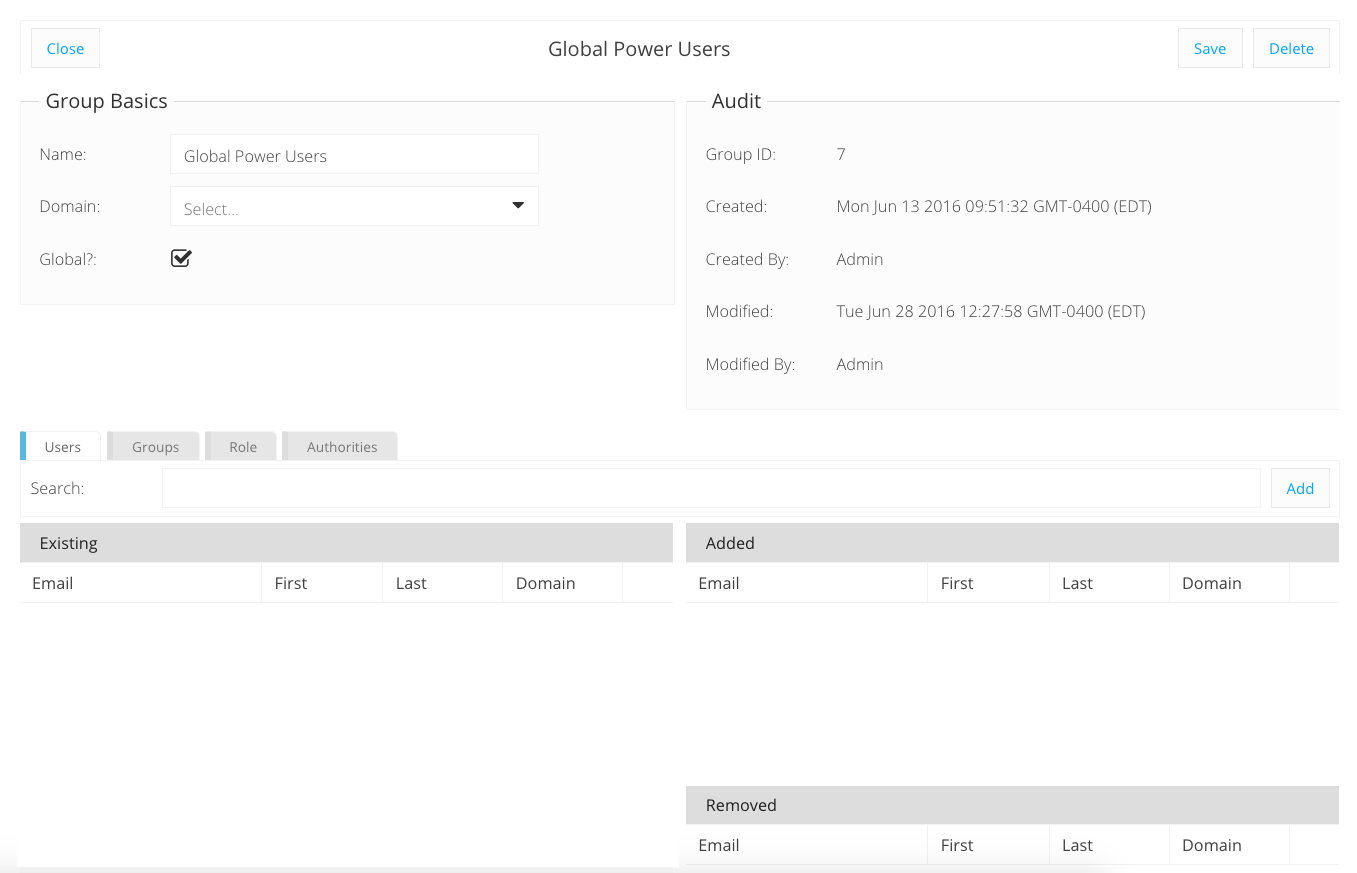 Close Global Power Users Save Delete
Group Basics
Name: Global Power Users
Domain: Select...
Global?:
Audit
Group ID: 7
Created: Mon Jun 13 2016 09:51:32 GMT-0400 (EDT)
Created By: Admin
Modified: Tue Jun 28 2016 12:27:58 GMT-0400 (EDT)
Modified By: Admin
Users Groups Role Authorities
Search: Add
Existing
Email First Last Domain
Added
Email First Last Domain
Removed
Email First Last Domain